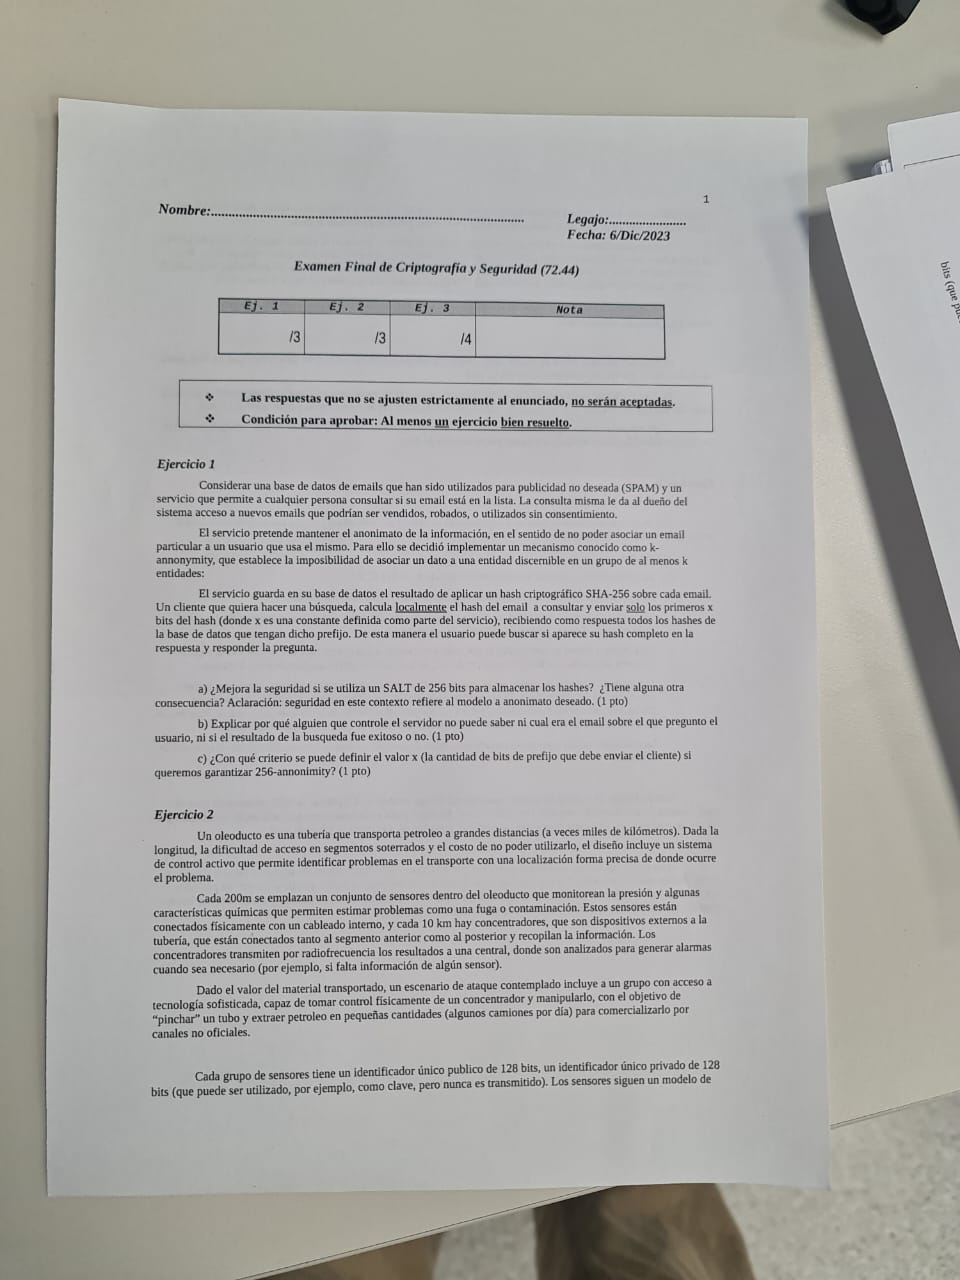 1
Nombre:..........................................................................................
Legajo:.......................
Fecha: 6/Dic/2023
Examen Final de Criptografía y Seguridad (72.44)
Ej. 1 Ej. 2 Ej. 3 Nota
/3 /3 /4
❖ Las respuestas que no se ajusten estrictamente al enunciado, no serán aceptadas.
❖ Condición para aprobar: Al menos un ejercicio bien resuelto.
Ejercicio 1
Considerar una base de datos de emails que han sido utilizados para publicidad no deseada (SPAM) y un
servicio que permite a cualquier persona consultar si su email está en la lista. La consulta misma le da al dueño del
sistema acceso a nuevos emails que podrían ser vendidos, robados, o utilizados sin consentimiento.
El servicio pretende mantener el anonimato de la información, en el sentido de no poder asociar un email
particular a un usuario que usa el mismo. Para ello se decidió implementar un mecanismo conocido como k-
annonymity, que establece la imposibilidad de asociar un dato a una entidad discernible en un grupo de al menos k
entidades:
El servicio guarda en su base de datos el resultado de aplicar un hash criptográfico SHA-256 sobre cada email.
Un cliente que quiera hacer una búsqueda, calcula localmente el hash del email a consultar y enviar solo los primeros x
bits del hash (donde x es una constante definida como parte del servicio), recibiendo como respuesta todos los hashes de
la base de datos que tengan dicho prefijo. De esta manera el usuario puede buscar si aparece su hash completo en la
respuesta y responder la pregunta.
a) ¿Mejora la seguridad si se utiliza un SALT de 256 bits para almacenar los hashes? ¿Tiene alguna otra
consecuencia? Aclaración: seguridad en este contexto refiere al modelo a anonimato deseado. (1 pto)
b) Explicar por qué alguien que controle el servidor no puede saber ni cual era el email sobre el que pregunto el
usuario, ni si el resultado de la busqueda fue exitoso o no. (1 pto)
c) ¿Con qué criterio se puede definir el valor x (la cantidad de bits de prefijo que debe enviar el cliente) si
queremos garantizar 256-annonimity? (1 pto)
Ejercicio 2
Un oleoducto es una tubería que transporta petroleo a grandes distancias (a veces miles de kilómetros). Dada la
longitud, la dificultad de acceso en segmentos soterrados y el costo de no poder utilizarlo, el diseño incluye un sistema
de control activo que permite identificar problemas en el transporte con una localización forma precisa de donde ocurre
el problema.
Cada 200m se emplazan un conjunto de sensores dentro del oleoducto que monitorean la presión y algunas
características químicas que permiten estimar problemas como una fuga o contaminación. Estos sensores están
conectados físicamente con un cableado interno, y cada 10 km hay concentradores, que son dispositivos externos a la
tubería, que están conectados tanto al segmento anterior como al posterior y recopilan la información. Los
concentradores transmiten por radiofrecuencia los resultados a una central, donde son analizados para generar alarmas
cuando sea necesario (por ejemplo, si falta información de algún sensor).
Dado el valor del material transportado, un escenario de ataque contemplado incluye a un grupo con acceso a
tecnología sofisticada, capaz de tomar control físicamente de un concentrador y manipularlo, con el objetivo de
“pinchar” un tubo y extraer petroleo en pequeñas cantidades (algunos camiones por día) para comercializarlo por
canales no oficiales.
Cada grupo de sensores tiene un identificador único publico de 128 bits, un identificador único privado de 128
bits (que puede ser utilizado, por ejemplo, como clave, pero nunca es transmitido). Los sensores siguen un modelo de
bits (que